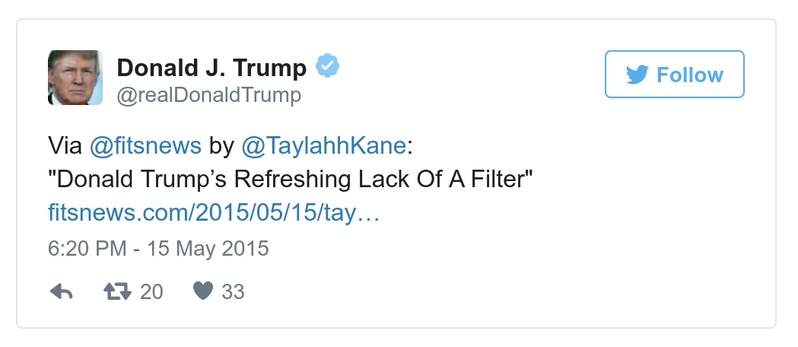 Donald J. Trump
@realDonaldTrump
Follow
Via @fitsnews by @TaylahhKane:
"Donald Trump’s Refreshing Lack Of A Filter"
fitsnews.com/2015/05/15/tay…
6:20 PM - 15 May 2015
20 33